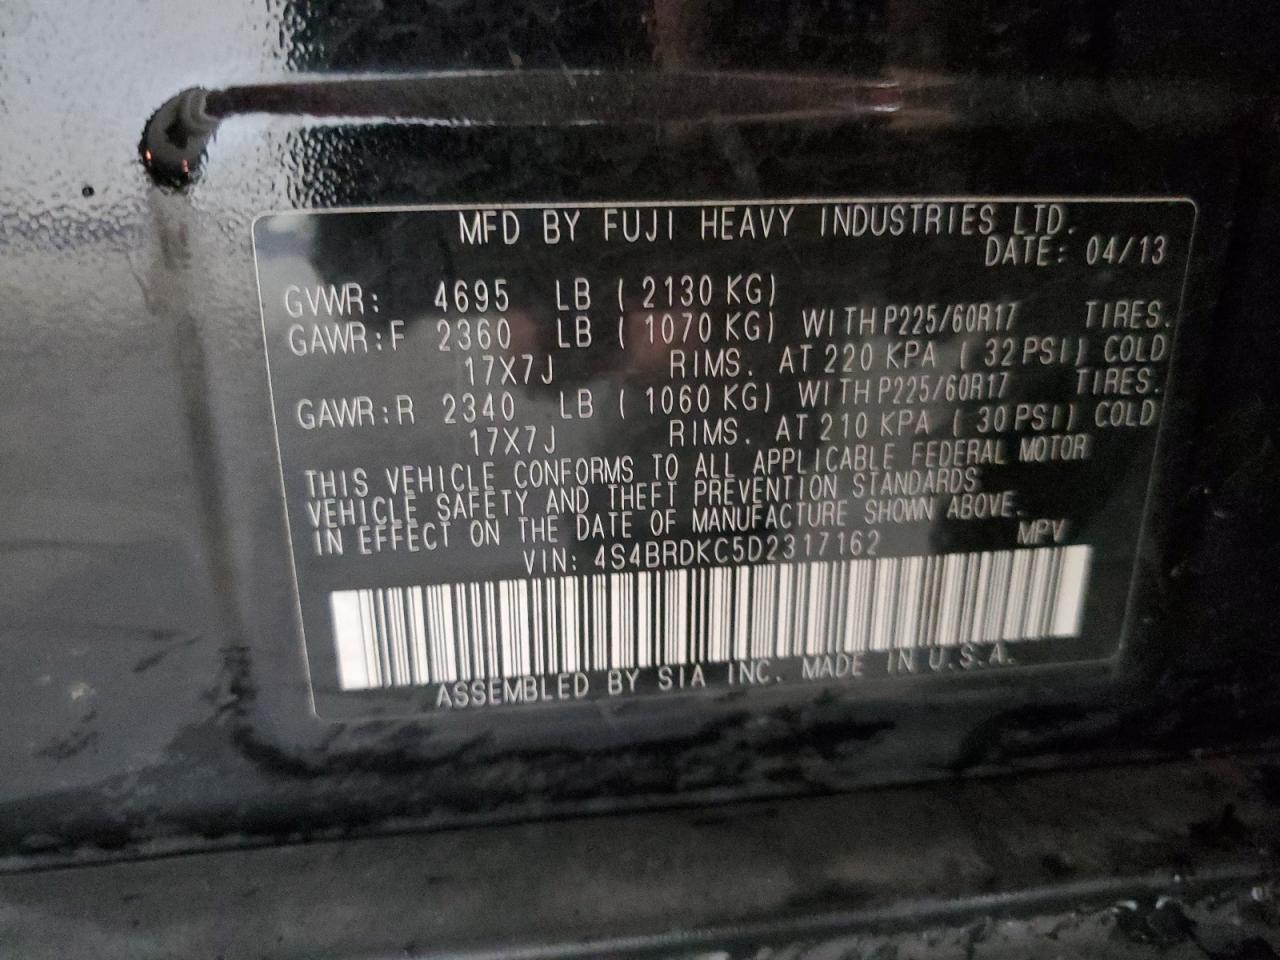 MFD BY FUJI HEAVY INDUSTRIES LTD.
DATE: 04/13
GVWR: 4695 LB ( 2130 KG)
GAWR:F 2360 LB ( 1070 KG) WITH P225/60R17 TIRES.
17X7J RIMS. AT 220 KPA ( 32 PSI) COLD
GAWR:R 2340 LB ( 1060 KG) WITH P225/60R17 TIRES.
17X7J RIMS. AT 210 KPA ( 30 PSI) COLD
THIS VEHICLE CONFORMS TO ALL APPLICABLE FEDERAL MOTOR
VEHICLE SAFETY AND THEFT PREVENTION STANDARDS
IN EFFECT ON THE DATE OF MANUFACTURE SHOWN ABOVE.
VIN: 4S4BRDKC5D2317162 MPV
ASSEMBLED BY SIA INC. MADE IN U.S.A.